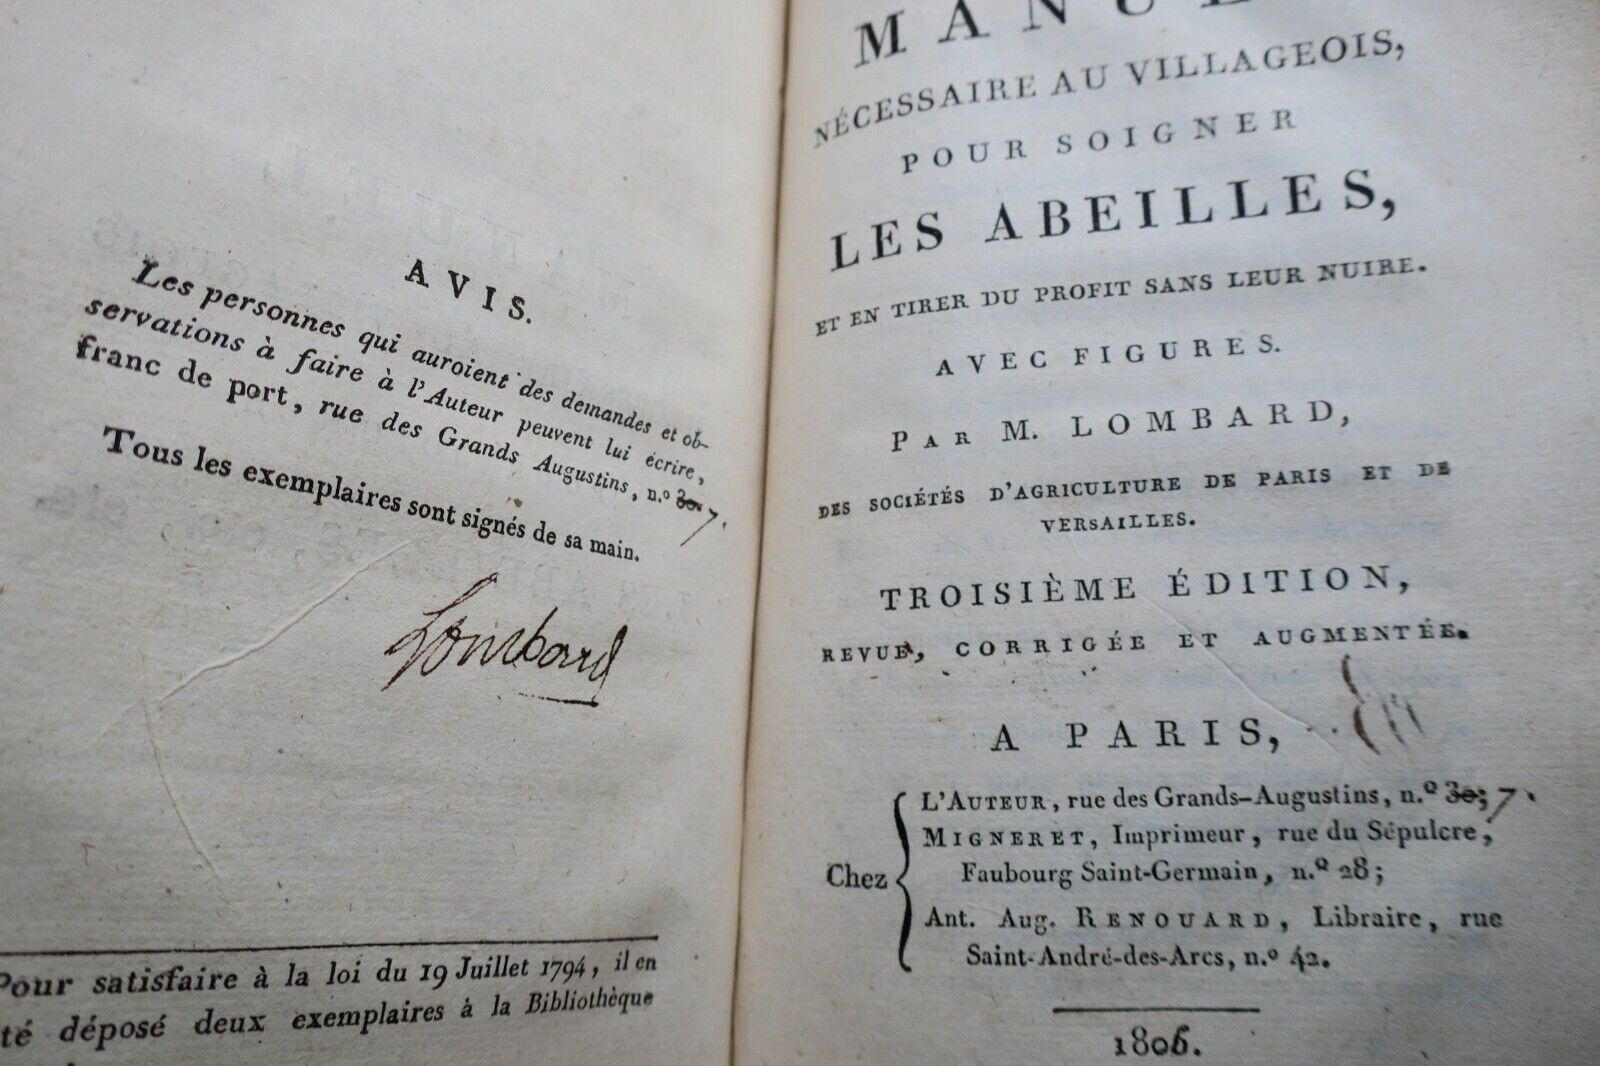 AVIS.
Les personnes qui auroient des demandes et ob-
servations à faire à l'Auteur peuvent lui écrire,
franc de port, rue des Grands Augustins, n.º 30. 7.
Tous les exemplaires sont signés de sa main.
Lombard
Pour satisfaire à la loi du 19 Juillet 1794, il en
té déposé deux exemplaires à la Bibliothèque
NÉCESSAIRE AU VILLAGEOIS,
POUR SOIGNER
LES ABEILLES,
ET EN TIRER DU PROFIT SANS LEUR NUIRE.
AVEC FIGURES.
PAR M. LOMBARD,
DES SOCIÉTÉS D'AGRICULTURE DE PARIS ET DE
VERSAILLES.
TROISIÈME ÉDITION,
REVUE, CORRIGÉE ET AUGMENTÉE.
A PARIS,
Chez
L'AUTEUR, rue des Grands-Augustins, n.º 30; 7.
MIGNERET, Imprimeur, rue du Sépulcre,
Faubourg Saint-Germain, n.º 28;
Ant. Aug. RENOUARD, Libraire, rue
Saint-André-des-Arcs, n.º 42.
1806.